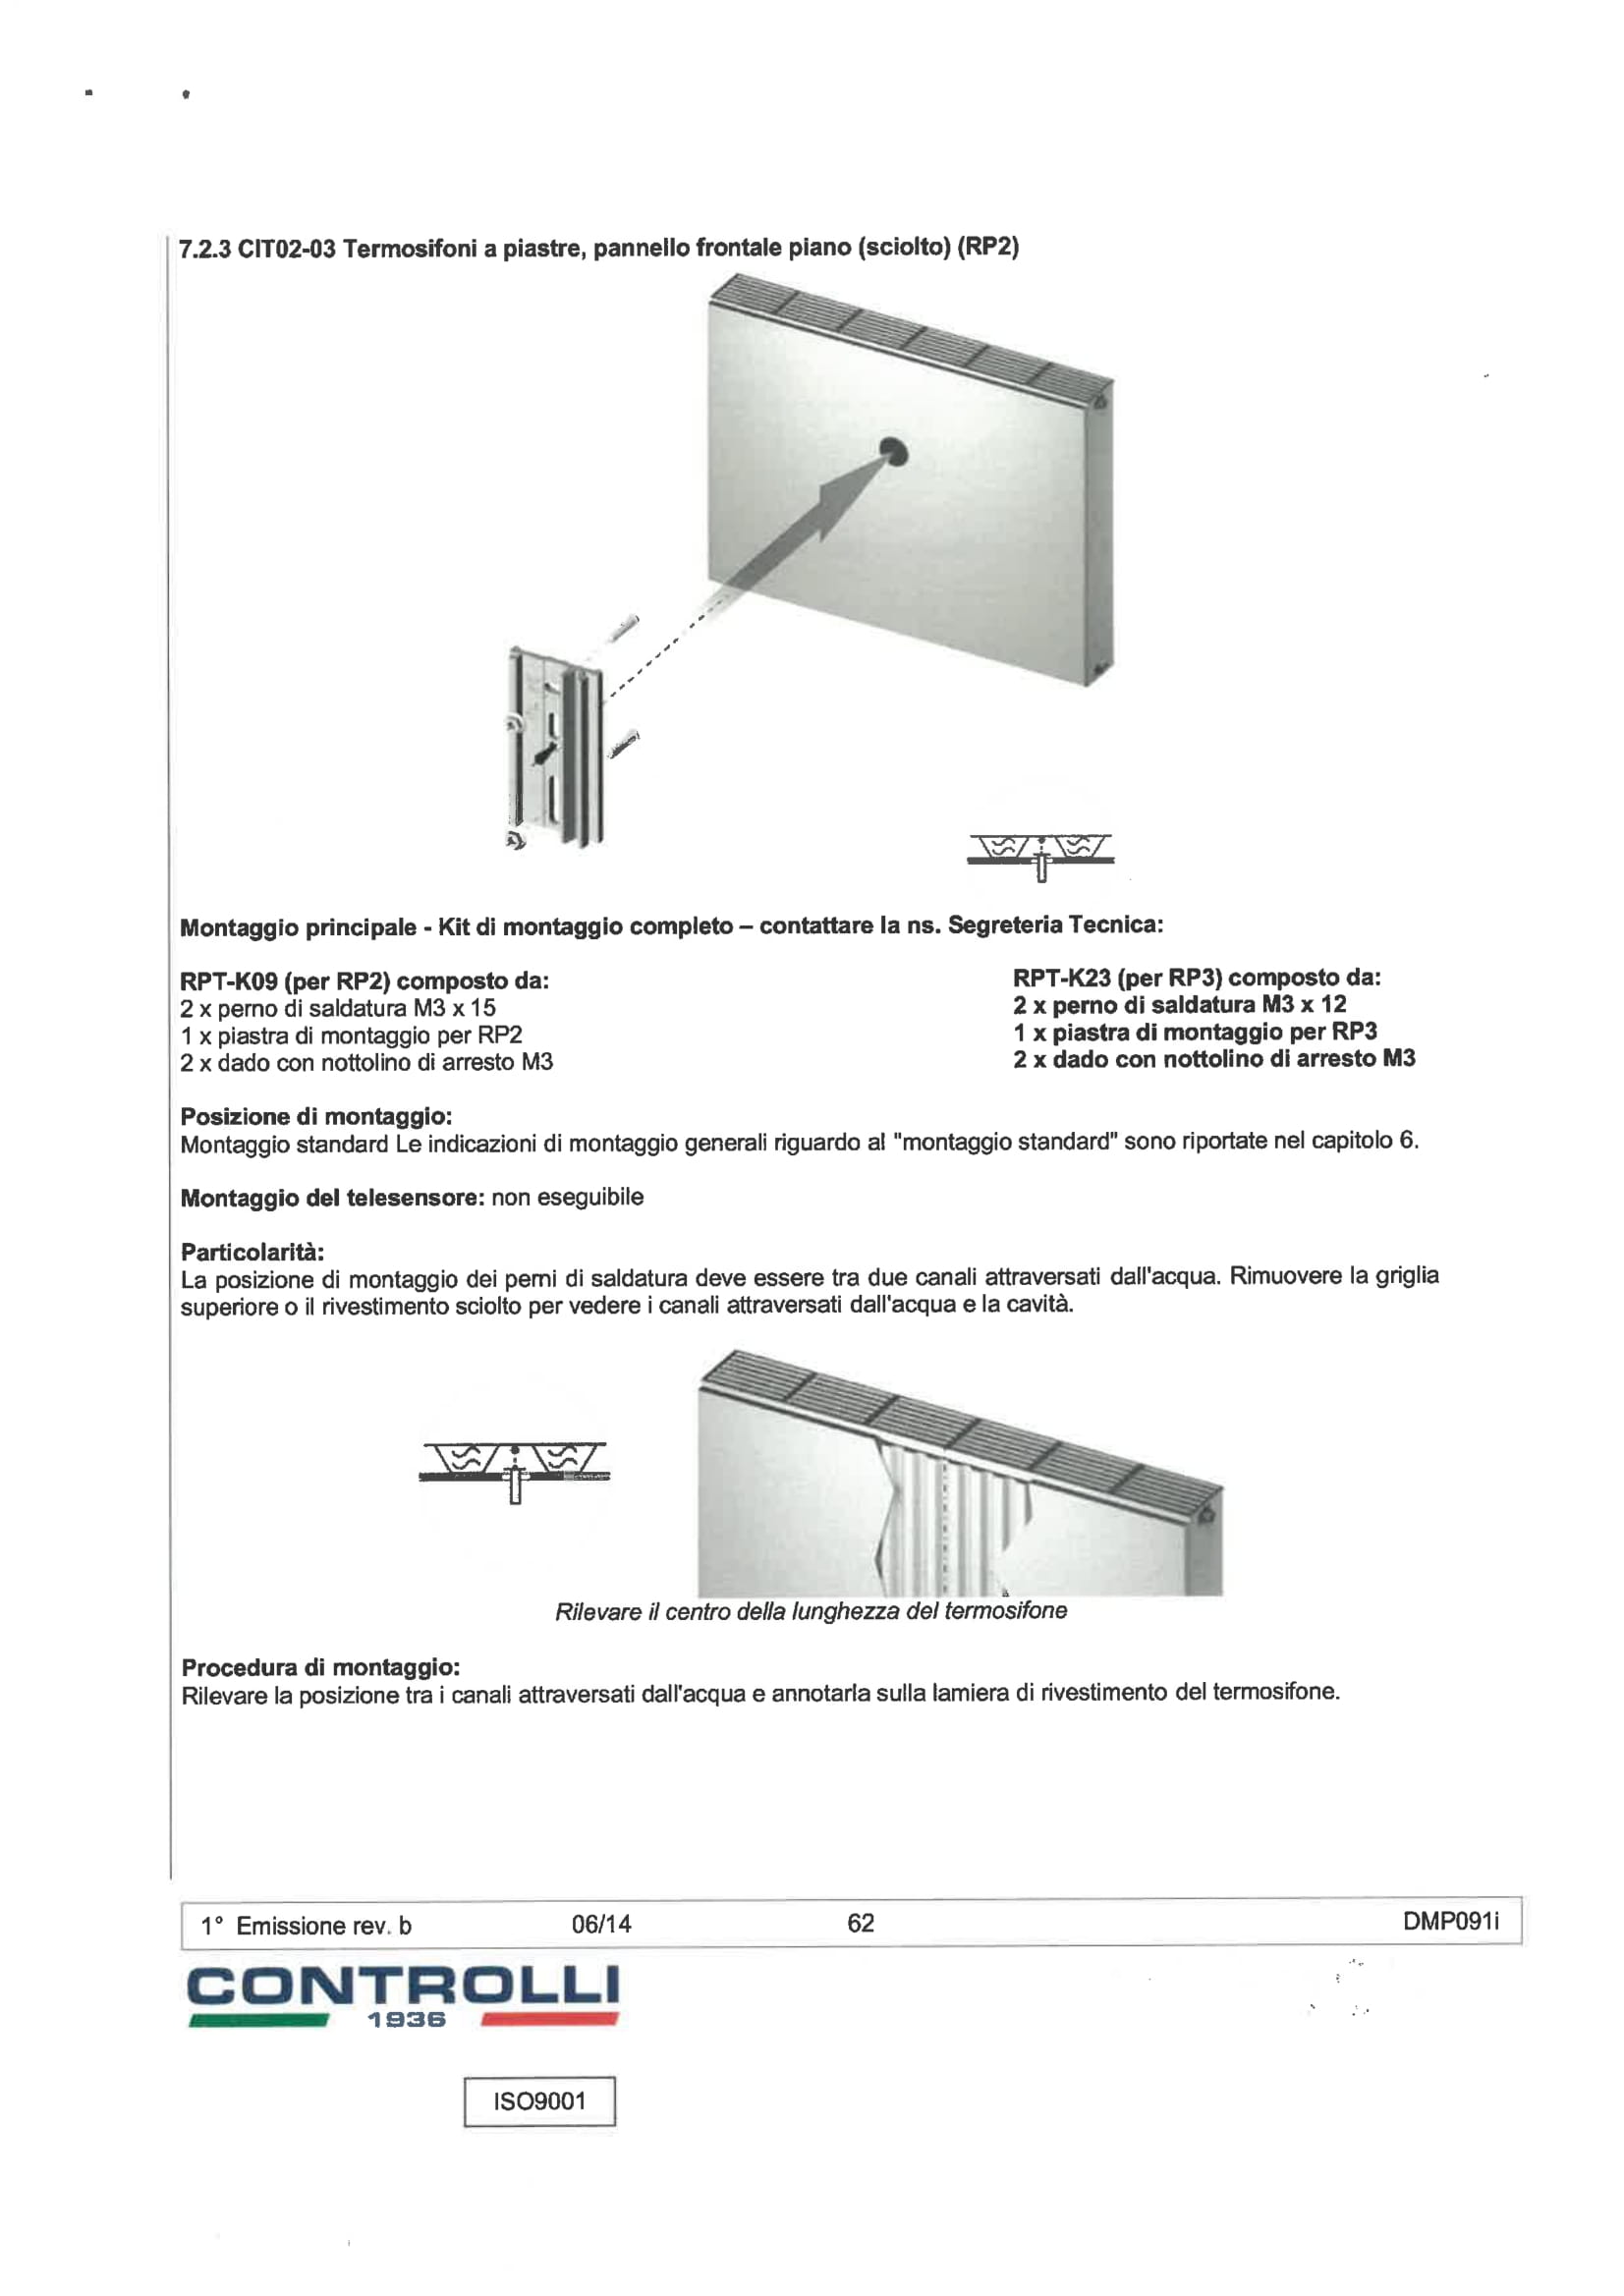 7.2.3 CIT02-03 Termosifoni a piastre, pannello frontale piano (sciolto) (RP2)
Montaggio principale - Kit di montaggio completo – contattare la ns. Segreteria Tecnica:
RPT-K09 (per RP2) composto da:
2 x perno di saldatura M3 x 15
1 x piastra di montaggio per RP2
2 x dado con nottolino di arresto M3
RPT-K23 (per RP3) composto da:
2 x perno di saldatura M3 x 12
1 x piastra di montaggio per RP3
2 x dado con nottolino di arresto M3
Posizione di montaggio:
Montaggio standard Le indicazioni di montaggio generali riguardo al "montaggio standard" sono riportate nel capitolo 6.
Montaggio del telesensore: non eseguibile
Particolarità:
La posizione di montaggio dei perni di saldatura deve essere tra due canali attraversati dall'acqua. Rimuovere la griglia
superiore o il rivestimento sciolto per vedere i canali attraversati dall'acqua e la cavità.
Rilevare il centro della lunghezza del termosifone
Procedura di montaggio:
Rilevare la posizione tra i canali attraversati dall'acqua e annotarla sulla lamiera di rivestimento del termosifone.
1° Emissione rev. b 06/14 62 DMP091i
CONTROLLI
1936
ISO9001